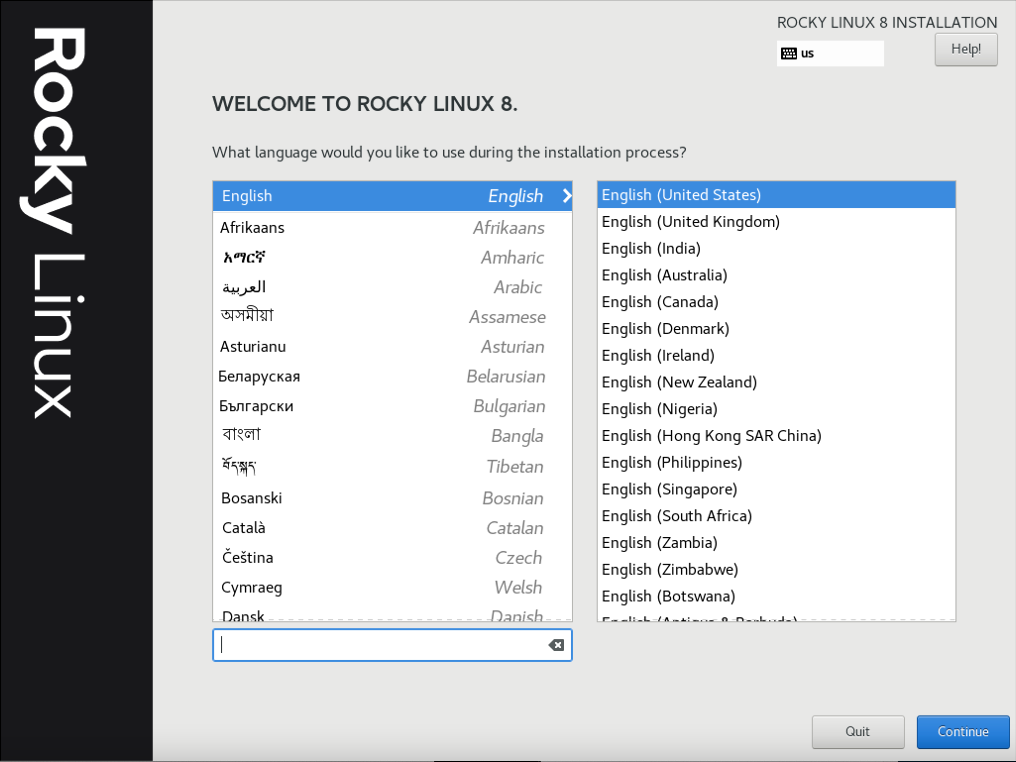 Rocky Linux
ROCKY LINUX 8 INSTALLATION
us
Help!
WELCOME TO ROCKY LINUX 8.
What language would you like to use during the installation process?
English English
Afrikaans Afrikaans
አማርኛ Amharic
العربية Arabic
অসমীয়া Assamese
Asturianu Asturian
Беларуская Belarusian
Български Bulgarian
বাংলা Bangla
བོད་སྐད་ Tibetan
Bosanski Bosnian
Català Catalan
Čeština Czech
Cymraeg Welsh
Dansk Danish
English (United States)
English (United Kingdom)
English (India)
English (Australia)
English (Canada)
English (Denmark)
English (Ireland)
English (New Zealand)
English (Nigeria)
English (Hong Kong SAR China)
English (Philippines)
English (Singapore)
English (South Africa)
English (Zambia)
English (Zimbabwe)
English (Botswana)
English (Antigua & Barbuda)
Quit
Continue